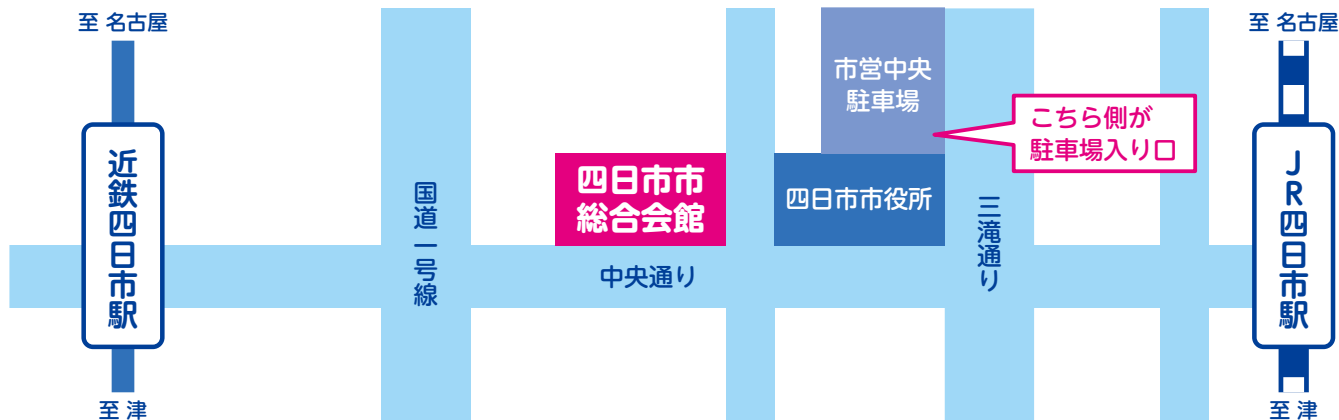 至 名古屋
近鉄四日市駅
至 津
国道一号線
四日市市
総合会館
中央通り
市営中央
駐車場
四日市市役所
こちら側が
駐車場入り口
三滝通り
至 名古屋
JR四日市駅
至 津